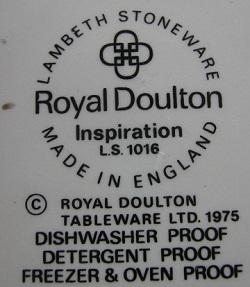 LAMBETH STONEWARE
Royal Doulton
Inspiration
L.S. 1016
MADE IN ENGLAND
© ROYAL DOULTON
TABLEWARE LTD. 1975
DISHWASHER PROOF
DETERGENT PROOF
FREEZER & OVEN PROOF